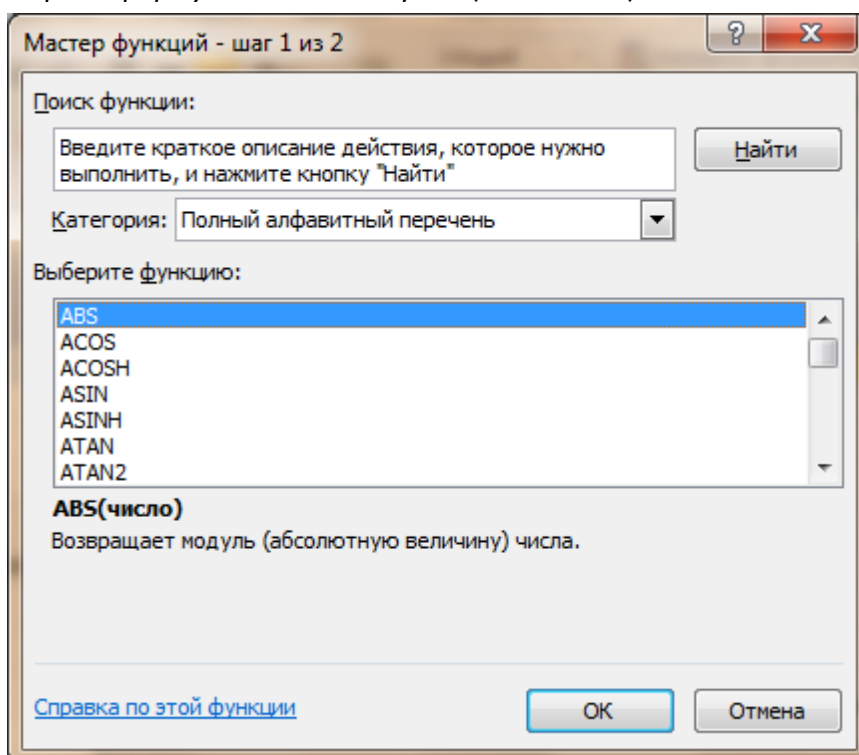 Мастер функций - шаг 1 из 2
Поиск функции:
Введите краткое описание действия, которое нужно
выполнить, и нажмите кнопку "Найти"
Найти
Категория: Полный алфавитный перечень
Выберите функцию:
ABS
ACOS
ACOSH
ASIN
ASINH
ATAN
ATAN2
ABS(число)
Возвращает модуль (абсолютную величину) числа.
Справка по этой функции
ОК
Отмена